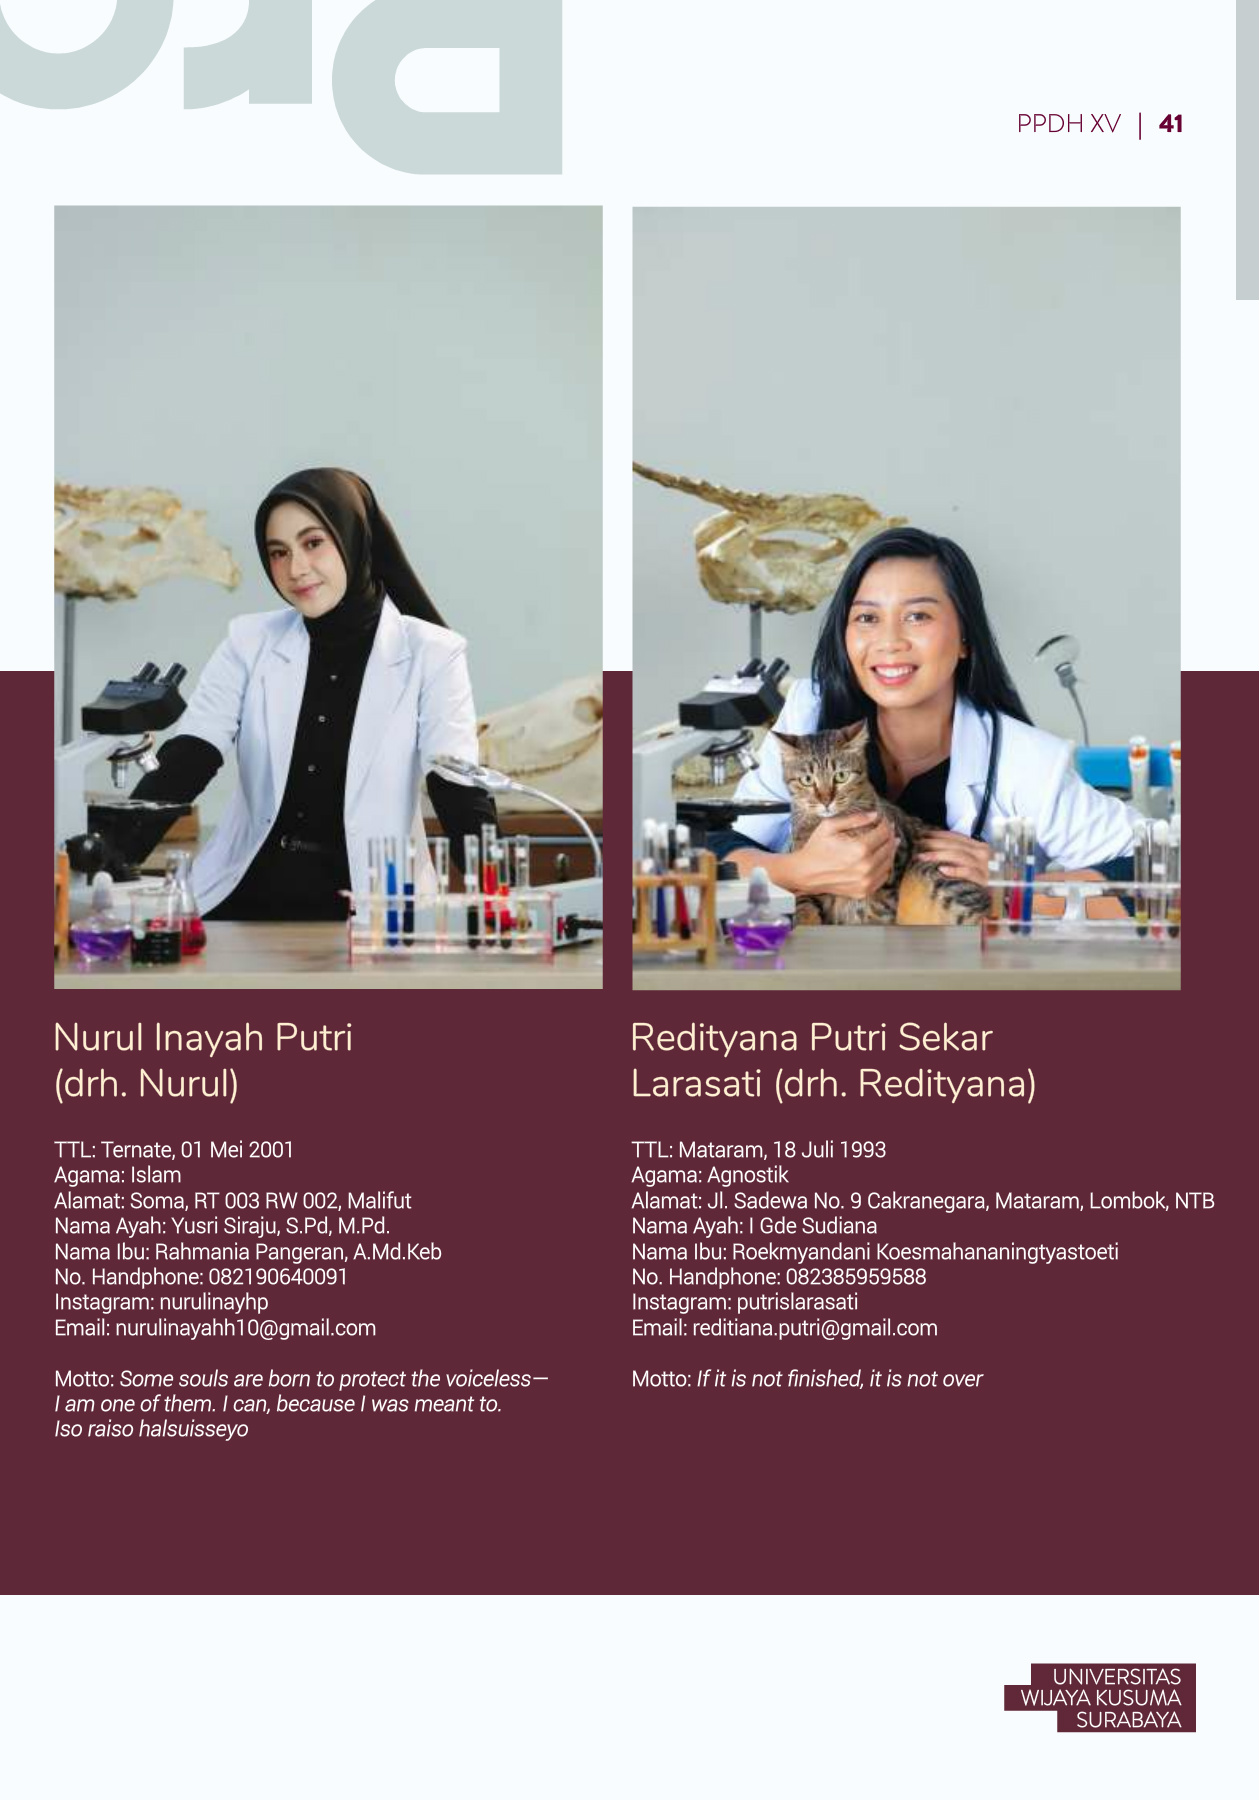 PPDH XV | 41
Nurul Inayah Putri
(drh. Nurul)
TTL: Ternate, 01 Mei 2001
Agama: Islam
Alamat: Soma, RT 003 RW 002, Malifut
Nama Ayah: Yusri Siraju, S.Pd, M.Pd.
Nama Ibu: Rahmania Pangeran, A.Md.Keb
No. Handphone: 082190640091
Instagram: nurulinayhp
Email: nurulinayahh10@gmail.com
Motto: Some souls are born to protect the voiceless—
I am one of them. I can, because I was meant to.
Iso raiso halsuisseyo
Redityana Putri Sekar
Larasati (drh. Redityana)
TTL: Mataram, 18 Juli 1993
Agama: Agnostik
Alamat: Jl. Sadewa No. 9 Cakranegara, Mataram, Lombok, NTB
Nama Ayah: I Gde Sudiana
Nama Ibu: Roekmyandani Koesmahananingtyastoeti
No. Handphone: 082385959588
Instagram: putrislarasati
Email: reditiana.putri@gmail.com
Motto: If it is not finished, it is not over
UNIVERSITAS
WIJAYA KUSUMA
SURABAYA